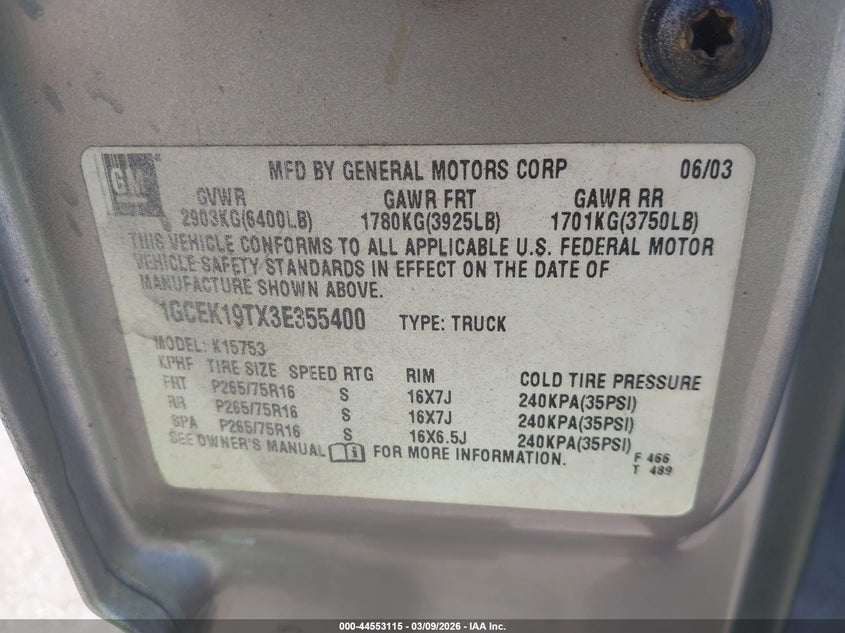 GM
MFD BY GENERAL MOTORS CORP 06/03
GVWR GAWR FRT GAWR RR
2903KG(6400LB) 1780KG(3925LB) 1701KG(3750LB)
THIS VEHICLE CONFORMS TO ALL APPLICABLE U.S. FEDERAL MOTOR
VEHICLE SAFETY STANDARDS IN EFFECT ON THE DATE OF
MANUFACTURE SHOWN ABOVE.
1GCEK19TX3E355400 TYPE: TRUCK
MODEL: K15753
KPHF TIRE SIZE SPEED RTG RIM COLD TIRE PRESSURE
FRT P265/75R16 S 16X7J 240KPA(35PSI)
RR P265/75R16 S 16X7J 240KPA(35PSI)
SPA P265/75R16 S 16X6.5J 240KPA(35PSI)
SEE OWNER'S MANUAL FOR MORE INFORMATION.
F 466
T 489
000-44553115 - 03/09/2026 - IAA Inc.